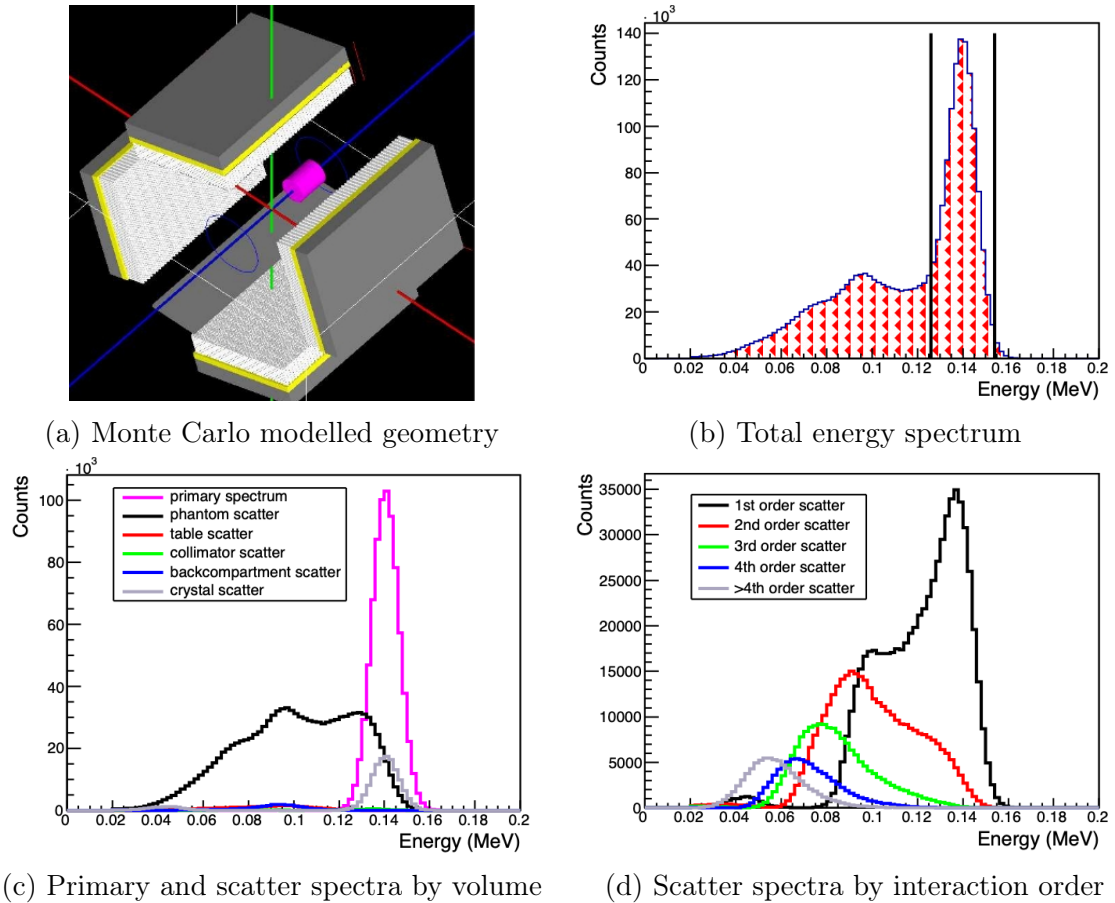 · 10³
Counts
140
120
100
80
60
40
20
0
0 0.02 0.04 0.06 0.08 0.1 0.12 0.14 0.16 0.18 0.2
Energy (MeV)
(a) Monte Carlo modelled geometry
(b) Total energy spectrum
· 10³
Counts
100
80
60
40
20
0
primary spectrum
phantom scatter
table scatter
collimator scatter
backcompartment scatter
crystal scatter
0 0.02 0.04 0.06 0.08 0.1 0.12 0.14 0.16 0.18 0.2
Energy (MeV)
Counts
35000
30000
25000
20000
15000
10000
5000
0
1st order scatter
2nd order scatter
3rd order scatter
4th order scatter
>4th order scatter
0 0.02 0.04 0.06 0.08 0.1 0.12 0.14 0.16 0.18 0.2
Energy (MeV)
(c) Primary and scatter spectra by volume
(d) Scatter spectra by interaction order